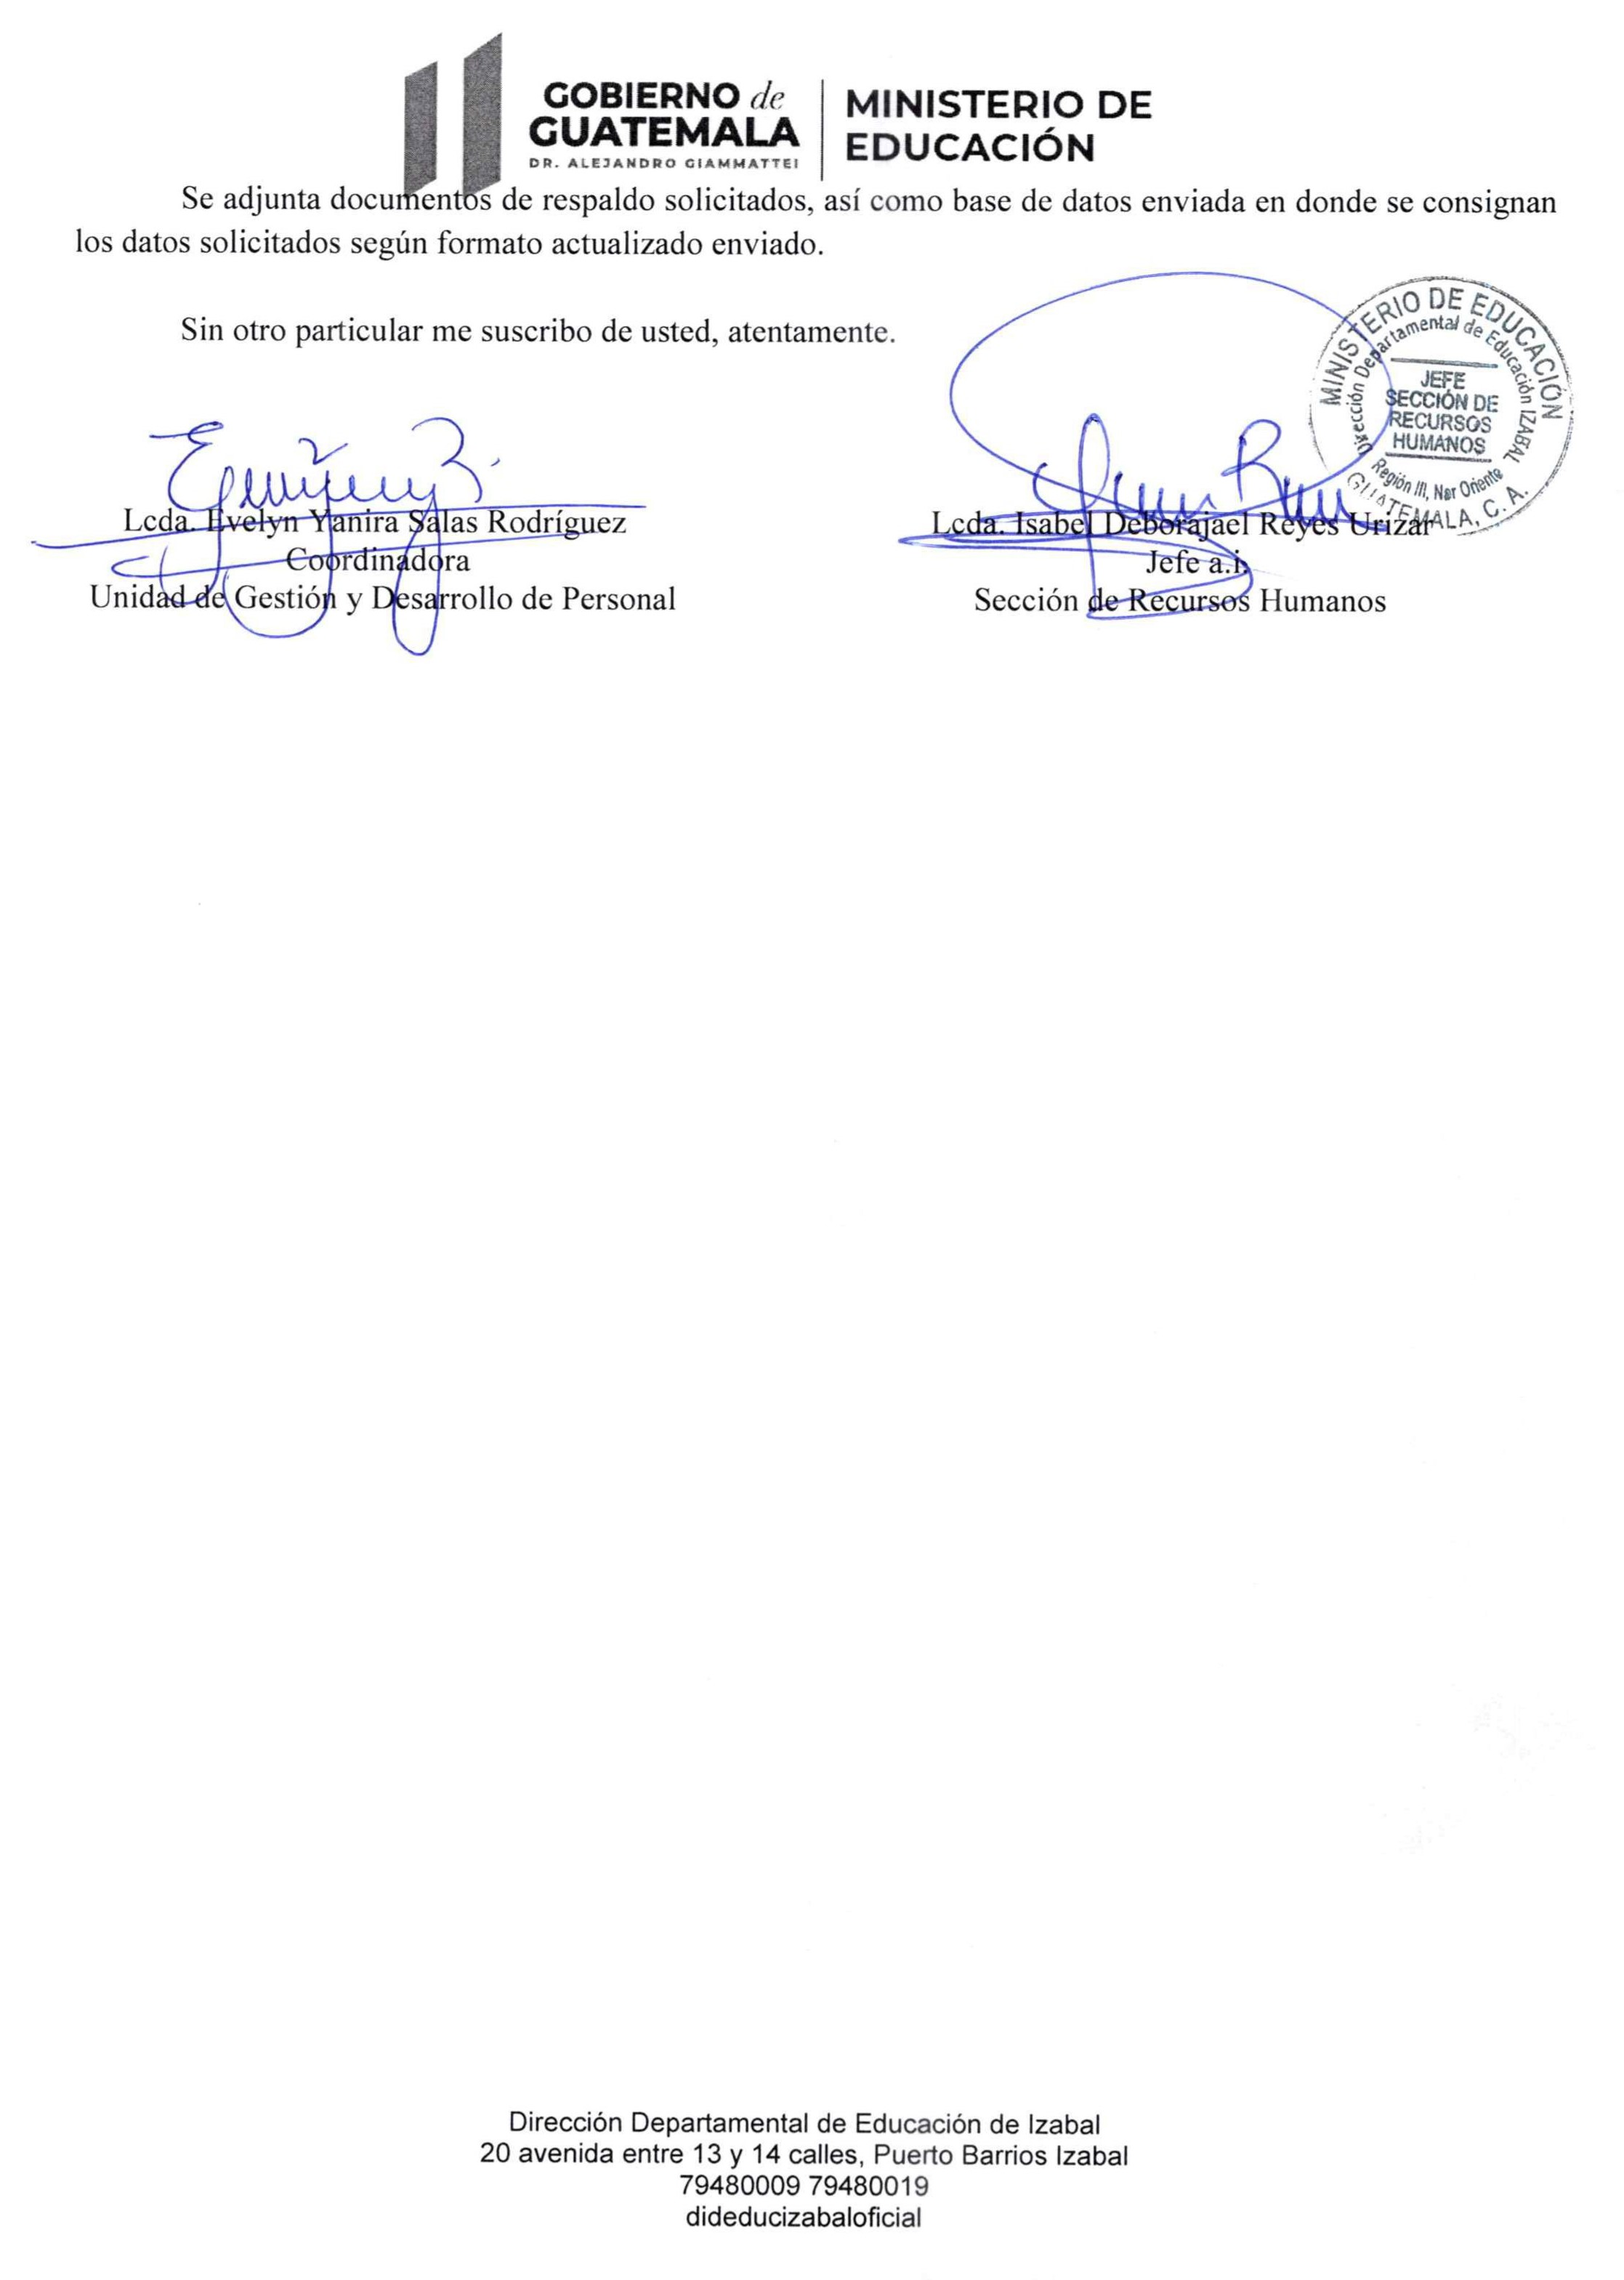 GOBIERNO de
GUATEMALA
DR. ALEJANDRO GIAMMATTEI
MINISTERIO DE
EDUCACIÓN
Se adjunta documentos de respaldo solicitados, así como base de datos enviada en donde se consignan
los datos solicitados según formato actualizado enviado.
Sin otro particular me suscribo de usted, atentamente.
MINISTERIO DE EDUCACIÓN
Dirección Departamental de Educación IZABAL
JEFE
SECCIÓN DE
RECURSOS
HUMANOS
Región III, Nor Oriente
GUATEMALA, C. A.
Lcda. Evelyn Yanira Salas Rodríguez
Coordinadora
Unidad de Gestión y Desarrollo de Personal
Lcda. Isabel Deborajael Reyes Urizar
Jefe a.i.
Sección de Recursos Humanos
Dirección Departamental de Educación de Izabal
20 avenida entre 13 y 14 calles, Puerto Barrios Izabal
79480009 79480019
dideducizabaloficial